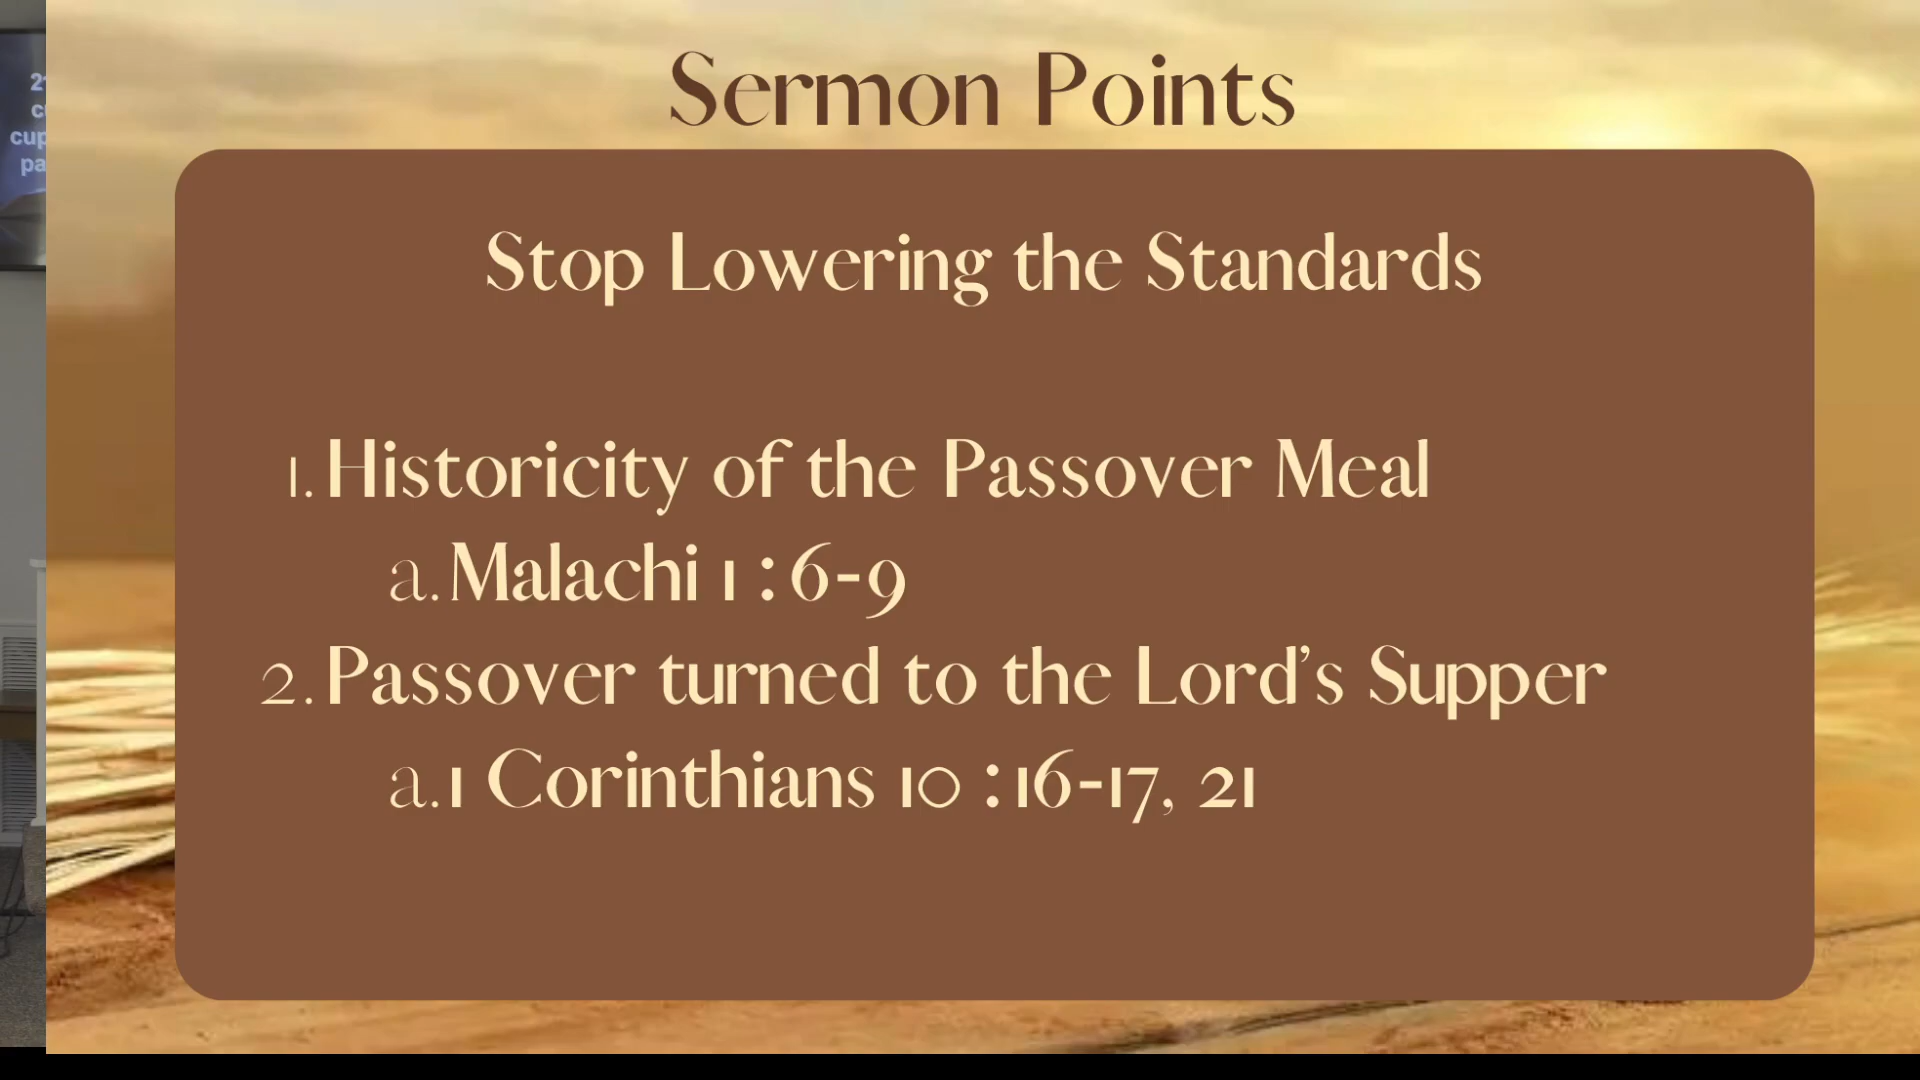 Sermon Points
Stop Lowering the Standards
1. Historicity of the Passover Meal
a. Malachi 1 : 6-9
2. Passover turned to the Lord's Supper
a. 1 Corinthians 10 : 16-17, 21